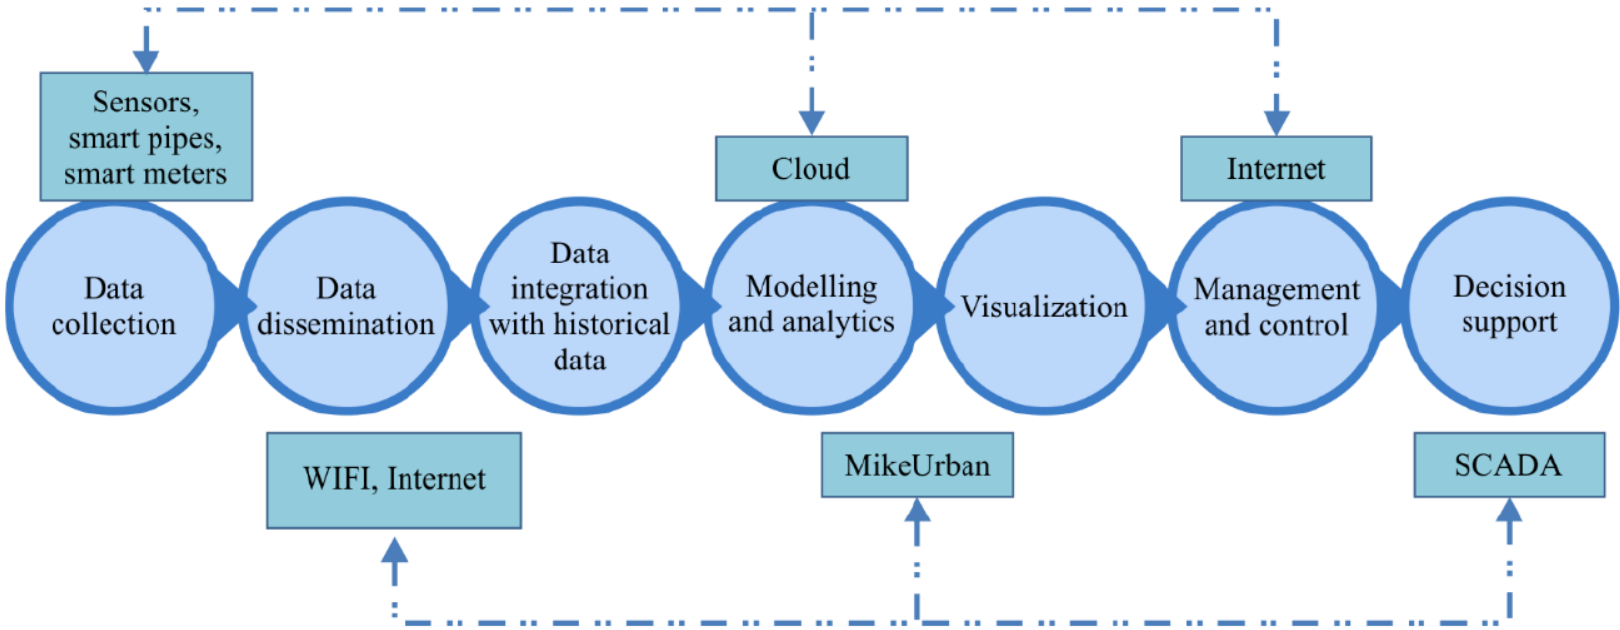 Sensors,
smart pipes,
smart meters
Cloud
Internet
Data
collection
Data
dissemination
Data
integration
with historical
data
Modelling
and analytics
Visualization
Management
and control
Decision
support
WIFI, Internet
MikeUrban
SCADA